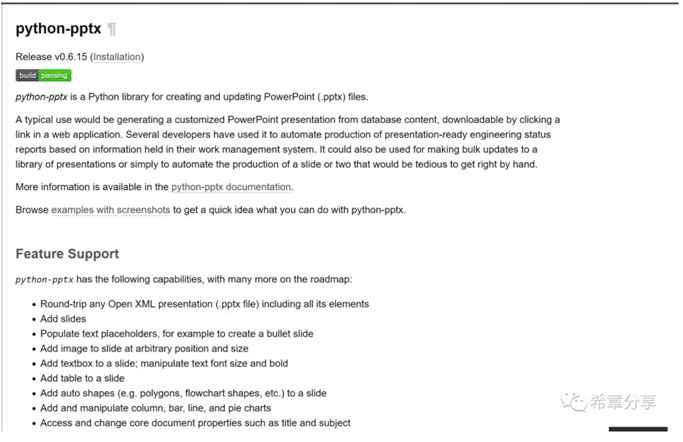 python-pptx ¶
Release v0.6.15 (Installation)
build passing
python-pptx is a Python library for creating and updating PowerPoint (.pptx) files.
A typical use would be generating a customized PowerPoint presentation from database content, downloadable by clicking a
link in a web application. Several developers have used it to automate production of presentation-ready engineering status
reports based on information held in their work management system. It could also be used for making bulk updates to a
library of presentations or simply to automate the production of a slide or two that would be tedious to get right by hand.
More information is available in the python-pptx documentation.
Browse examples with screenshots to get a quick idea what you can do with python-pptx.
Feature Support
python-pptx has the following capabilities, with many more on the roadmap:
• Round-trip any Open XML presentation (.pptx file) including all its elements
• Add slides
• Populate text placeholders, for example to create a bullet slide
• Add image to slide at arbitrary position and size
• Add textbox to a slide; manipulate text font size and bold
• Add table to a slide
• Add auto shapes (e.g. polygons, flowchart shapes, etc.) to a slide
• Add and manipulate column, bar, line, and pie charts
• Access and change core document properties such as title and subject
希章分享